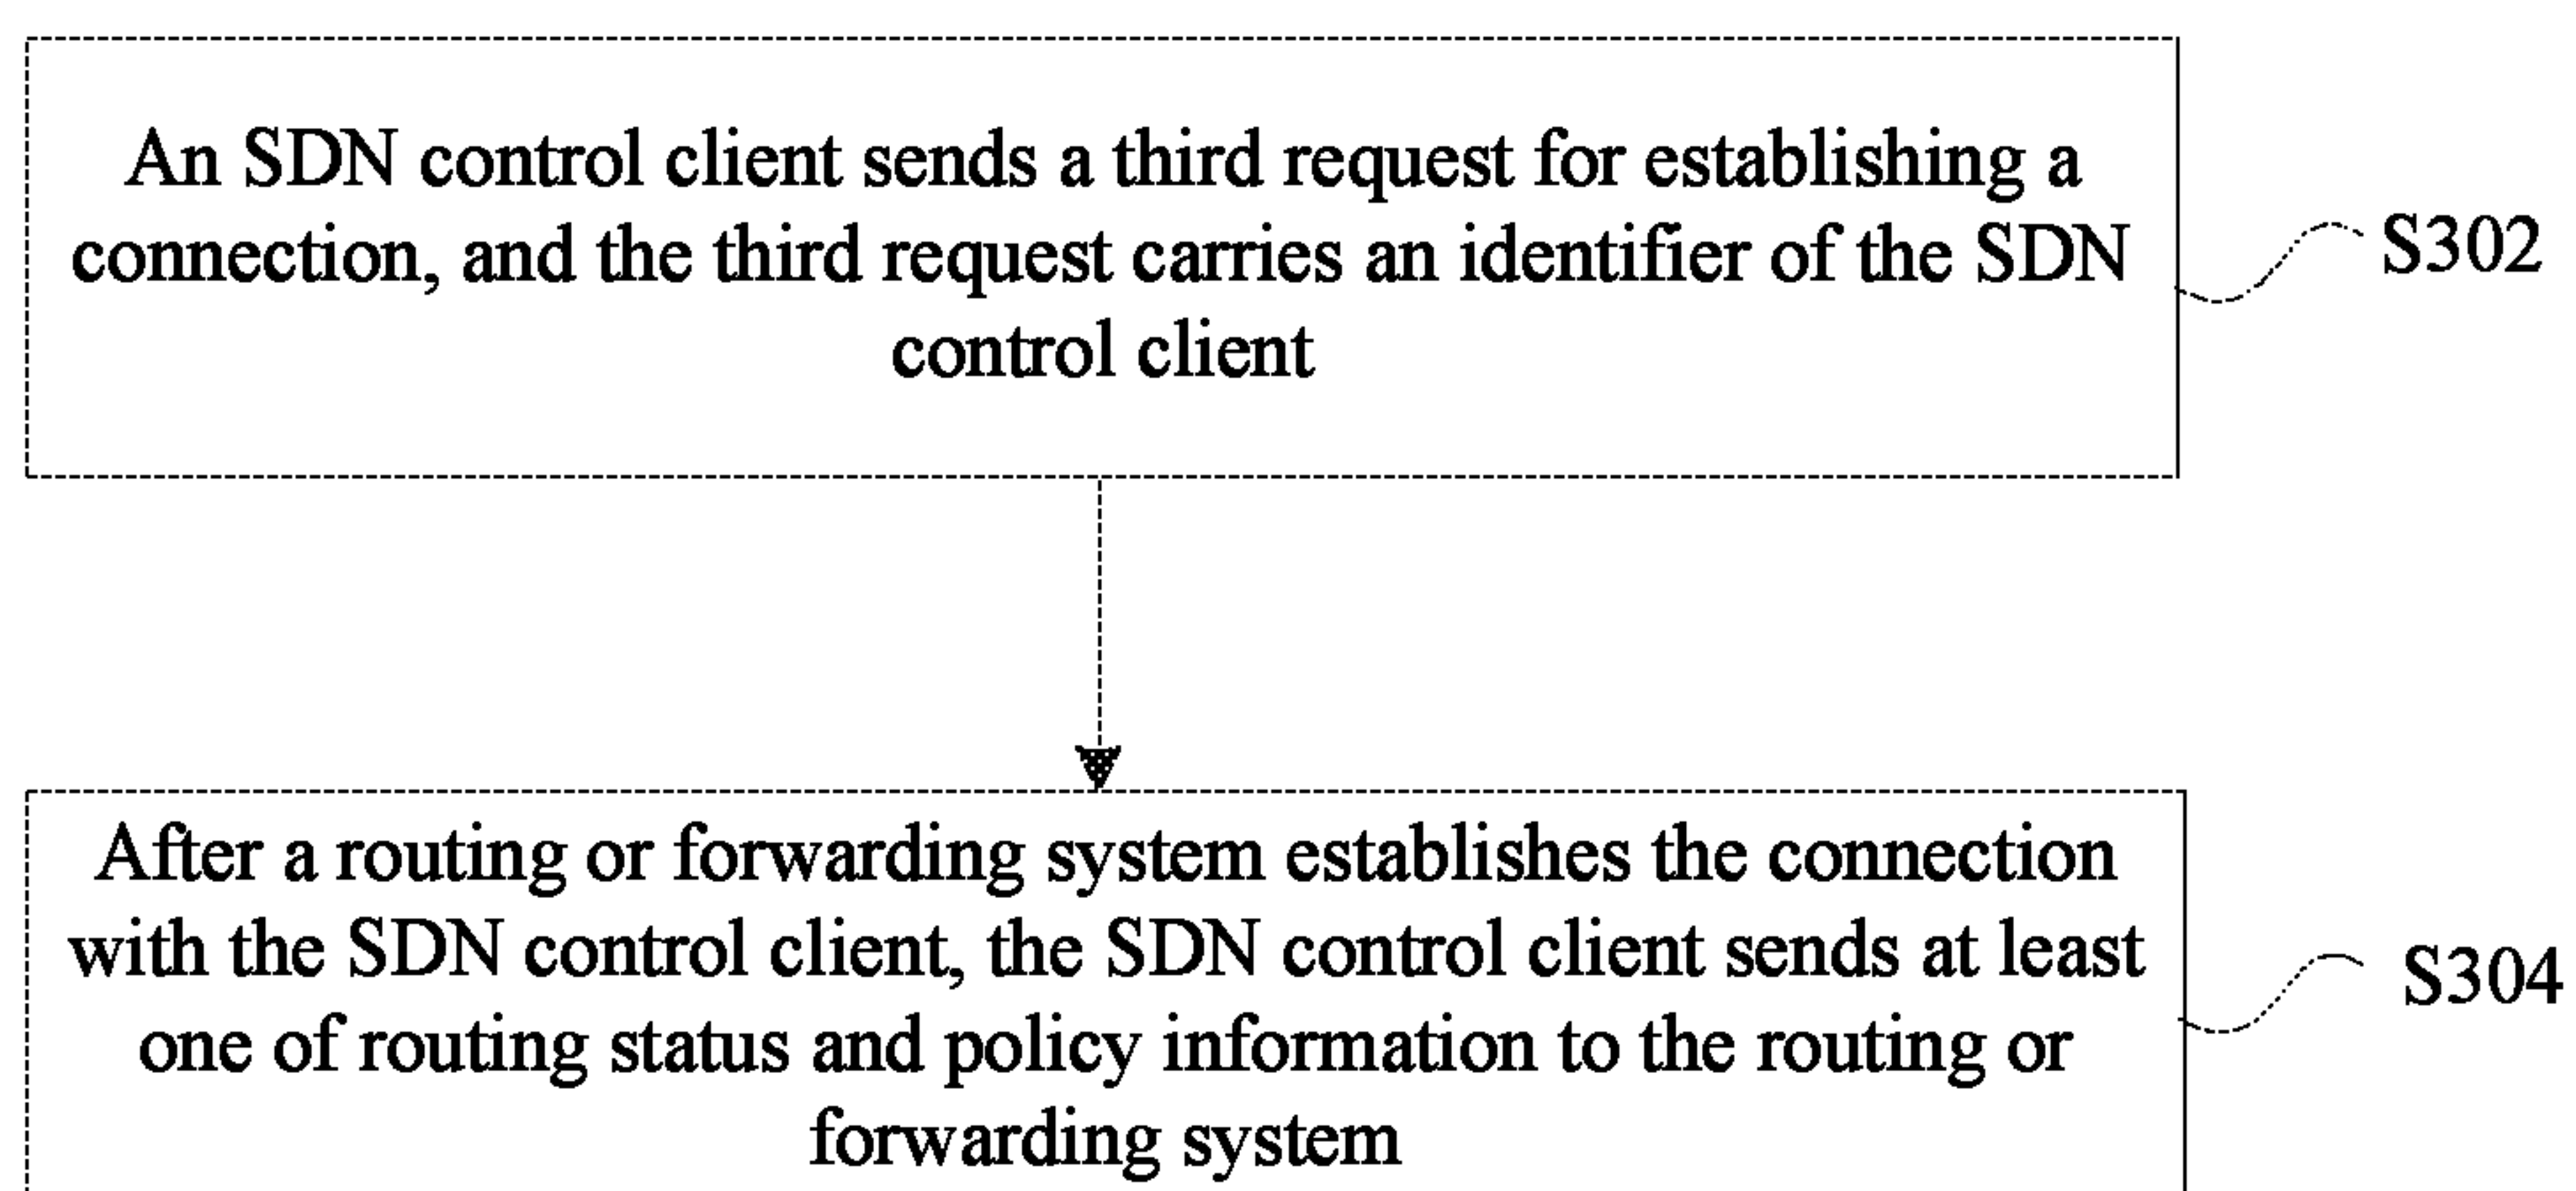 An SDN control client sends a third request for establishing a
connection, and the third request carries an identifier of the SDN
control client
S302
After a routing or forwarding system establishes the connection
with the SDN control client, the SDN control client sends at least
one of routing status and policy information to the routing or
forwarding system
S304